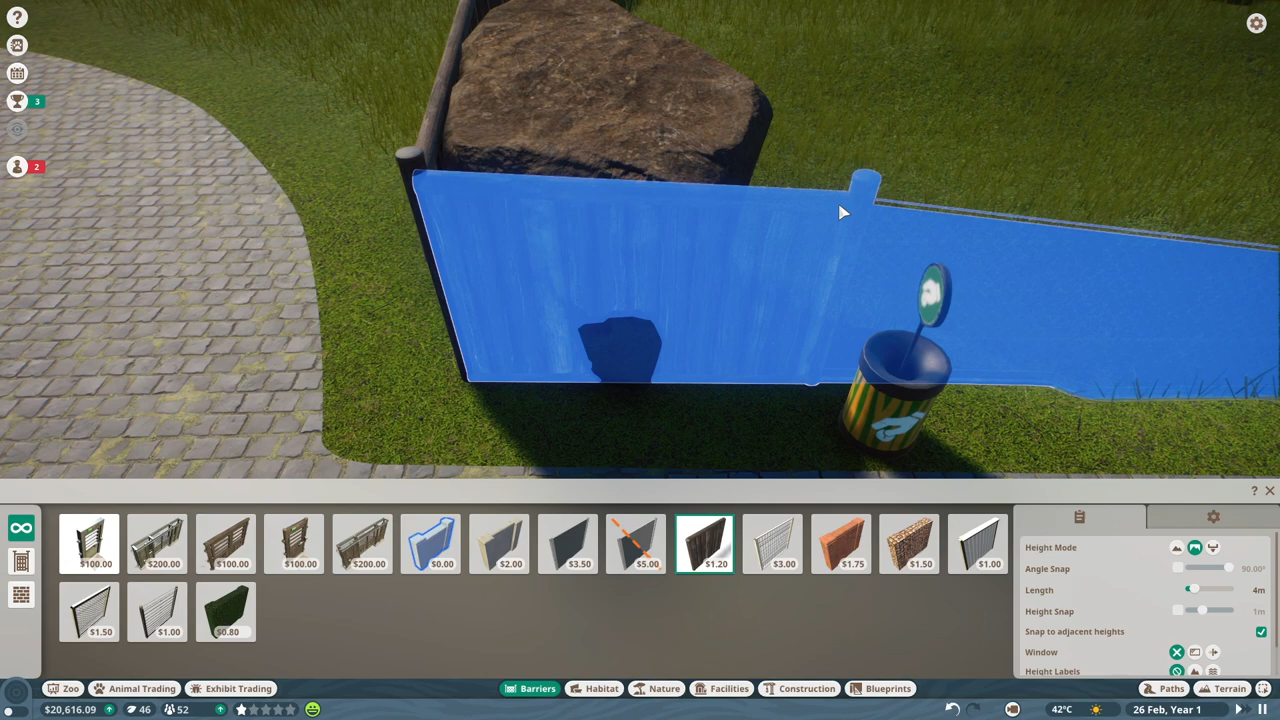 ?
3
2
? ×
$100.00 $200.00 $100.00 $100.00 $200.00 $0.00 $2.00 $3.50 $5.00 $1.20 $3.00 $1.75 $1.50 $1.00
$1.50 $1.00 $0.80
Height Mode
Angle Snap 90.00°
Length 4m
Height Snap 1m
Snap to adjacent heights
Window
Height Labels
Zoo Animal Trading Exhibit Trading Barriers Habitat Nature Facilities Construction Blueprints Paths Terrain
$20,616.09 46 52 42°C 26 Feb, Year 1